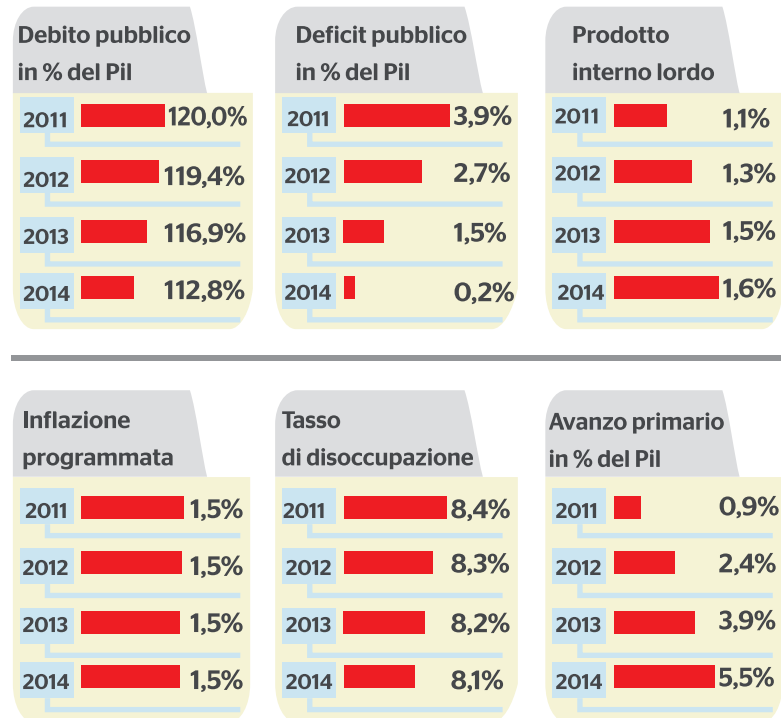 Debito pubblico
in % del Pil
2011 120,0%
2012 119,4%
2013 116,9%
2014 112,8%
Deficit pubblico
in % del Pil
2011 3,9%
2012 2,7%
2013 1,5%
2014 0,2%
Prodotto
interno lordo
2011 1,1%
2012 1,3%
2013 1,5%
2014 1,6%
Inflazione
programmata
2011 1,5%
2012 1,5%
2013 1,5%
2014 1,5%
Tasso
di disoccupazione
2011 8,4%
2012 8,3%
2013 8,2%
2014 8,1%
Avanzo primario
in % del Pil
2011 0,9%
2012 2,4%
2013 3,9%
2014 5,5%